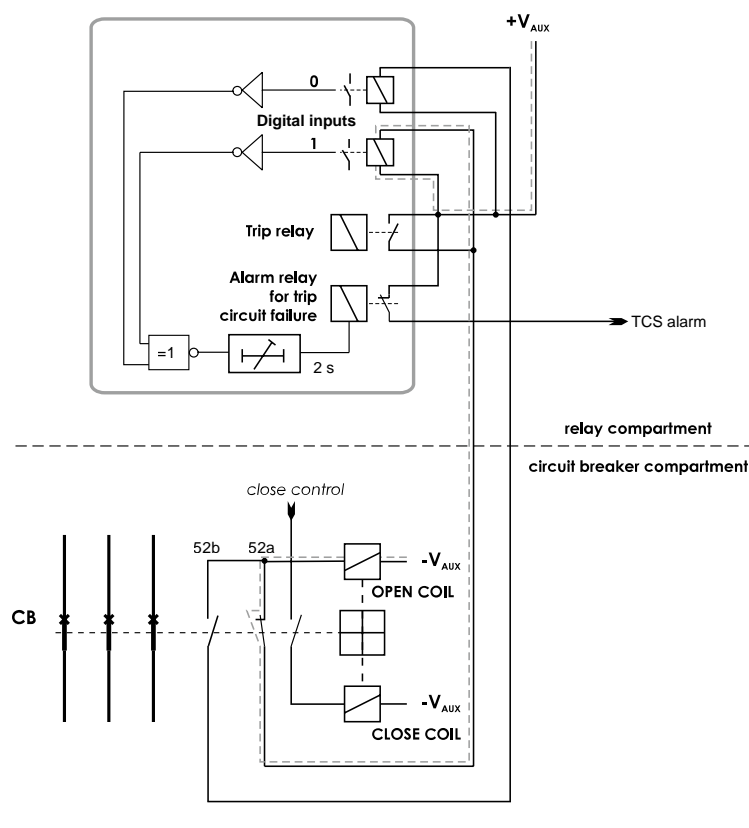 +VAUX
0
Digital inputs
1
Trip relay
Alarm relay
for trip
circuit failure
TCS alarm
=1
2 s
relay compartment
circuit breaker compartment
close control
52b
52a
-VAUX
OPEN COIL
CB
-VAUX
CLOSE COIL